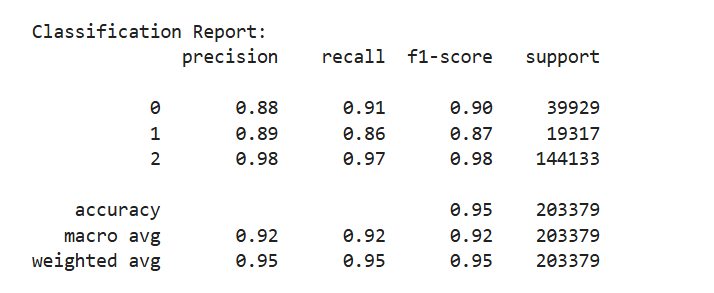 Classification Report:
precision recall f1-score support
0 0.88 0.91 0.90 39929
1 0.89 0.86 0.87 19317
2 0.98 0.97 0.98 144133
accuracy 0.95 203379
macro avg 0.92 0.92 0.92 203379
weighted avg 0.95 0.95 0.95 203379